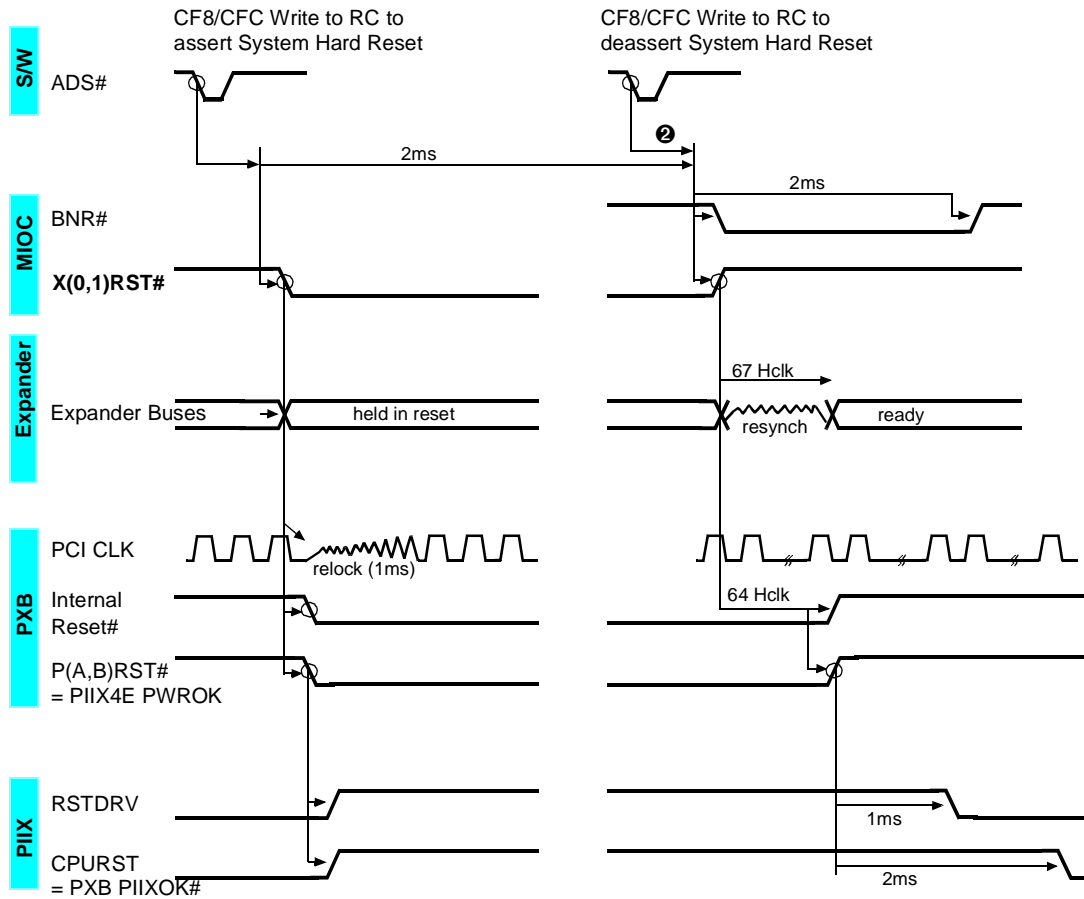 CF8/CFC Write to RC to
assert System Hard Reset
CF8/CFC Write to RC to
deassert System Hard Reset
S/W
ADS#
❷
2ms
2ms
MIOC
BNR#
X(0,1)RST#
Expander
67 Hclk
Expander Buses
held in reset
resynch
ready
PXB
PCI CLK
relock (1ms)
Internal
Reset#
64 Hclk
P(A,B)RST#
= PIIX4E PWROK
PIIX
RSTDRV
1ms
CPURST
= PXB PIIXOK#
2ms